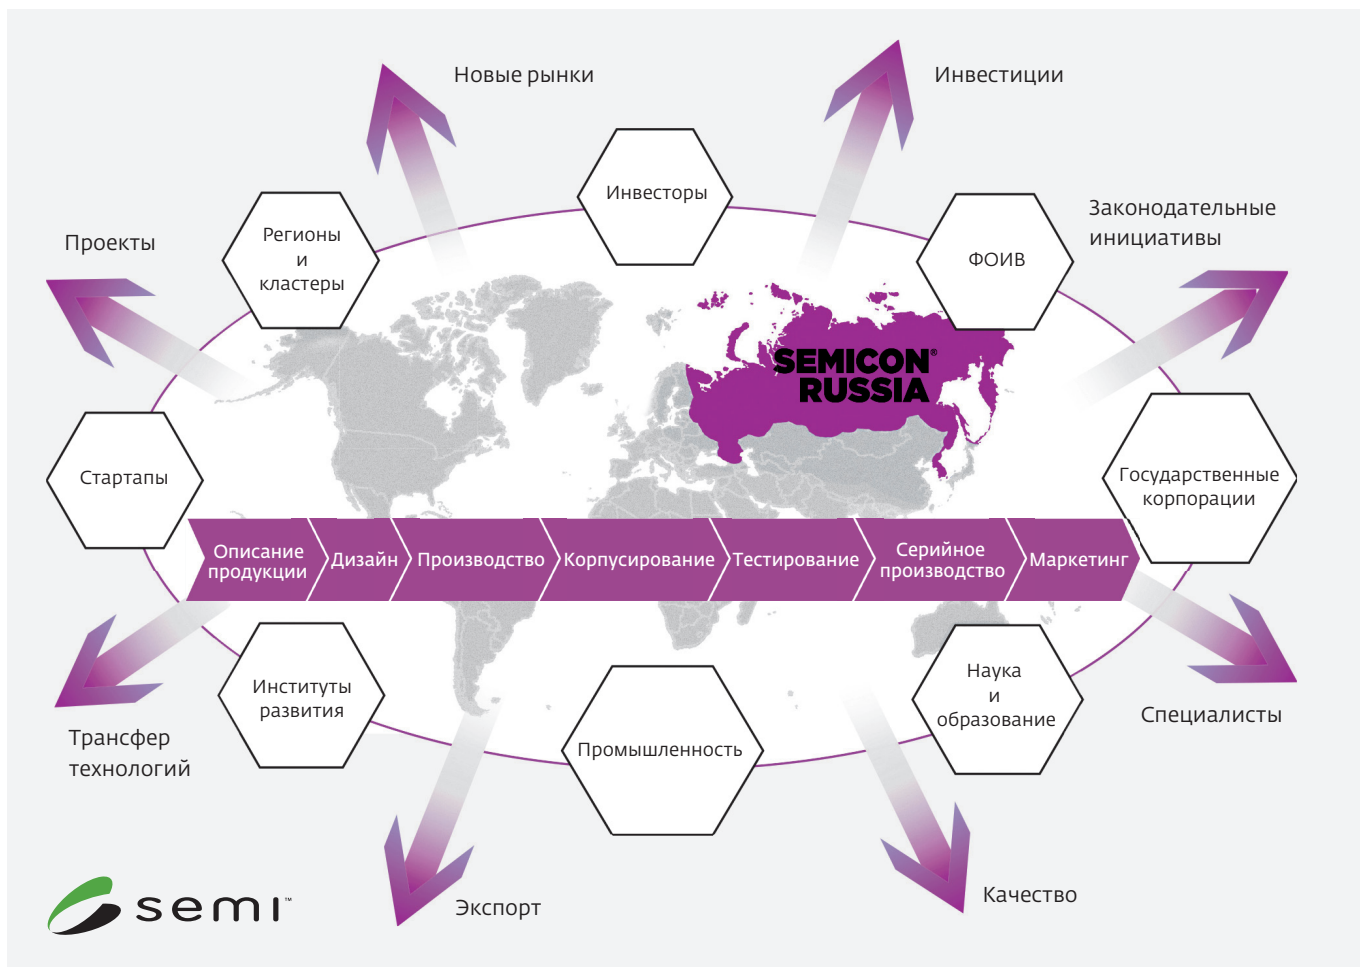 Новые рынки
Инвестиции
Инвесторы
Законодательные
инициативы
Проекты
Регионы
и
кластеры
ФОИВ
SEMICON®
RUSSIA
Стартапы
Государственные
корпорации
Описание
продукции
Дизайн
Производство
Корпусирование
Тестирование
Серийное
производство
Маркетинг
Институты
развития
Промышленность
Наука
и
образование
Специалисты
Трансфер
технологий
Экспорт
Качество
semi™